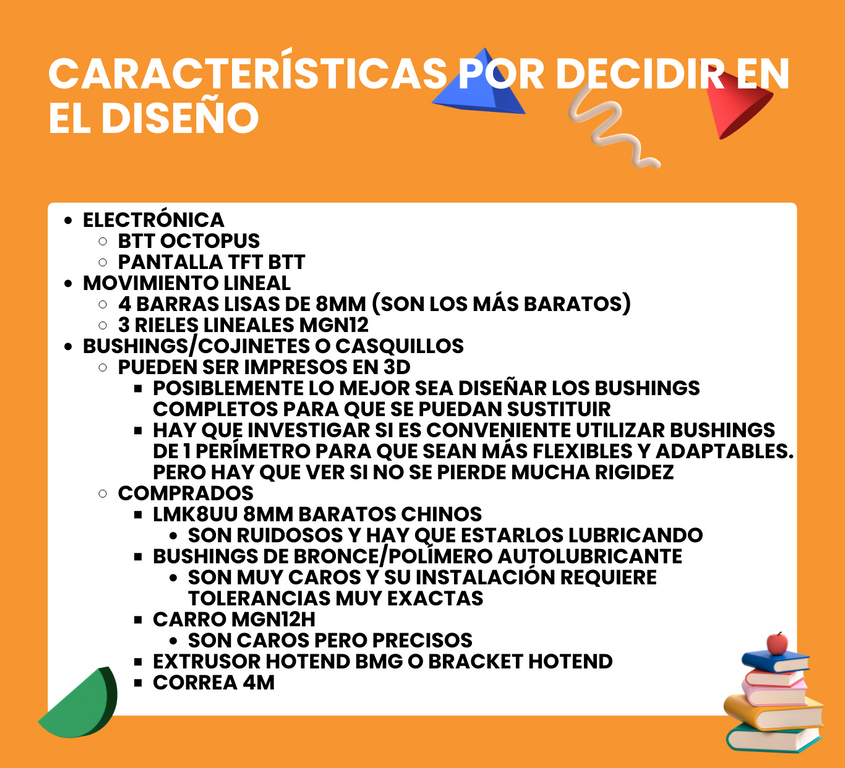 CARACTERÍSTICAS POR DECIDIR EN
EL DISEÑO
• ELECTRÓNICA
○ BTT OCTOPUS
○ PANTALLA TFT BTT
• MOVIMIENTO LINEAL
○ 4 BARRAS LISAS DE 8MM (SON LOS MÁS BARATOS)
○ 3 RIELES LINEALES MGN12
• BUSHINGS/COJINETES O CASQUILLOS
○ PUEDEN SER IMPRESOS EN 3D
▪ POSIBLEMENTE LO MEJOR SEA DISEÑAR LOS BUSHINGS
COMPLETOS PARA QUE SE PUEDAN SUSTITUIR
▪ HAY QUE INVESTIGAR SI ES CONVENIENTE UTILIZAR BUSHINGS
DE 1 PERÍMETRO PARA QUE SEAN MÁS FLEXIBLES Y ADAPTABLES.
PERO HAY QUE VER SI NO SE PIERDE MUCHA RIGIDEZ
○ COMPRADOS
▪ LMK8UU 8MM BARATOS CHINOS
• SON RUIDOSOS Y HAY QUE ESTARLOS LUBRICANDO
▪ BUSHINGS DE BRONCE/POLÍMERO AUTOLUBRICANTE
• SON MUY CAROS Y SU INSTALACIÓN REQUIERE
TOLERANCIAS MUY EXACTAS
▪ CARRO MGN12H
• SON CAROS PERO PRECISOS
▪ EXTRUSOR HOTEND BMG O BRACKET HOTEND
▪ CORREA 4M